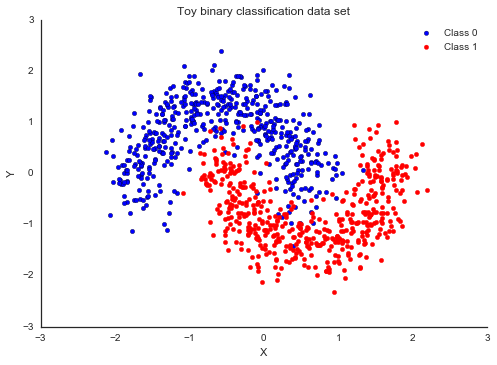 Toy binary classification data set
Class 0
Class 1
3
2
1
0
−1
−2
−3
Y
−3 −2 −1 0 1 2 3
X